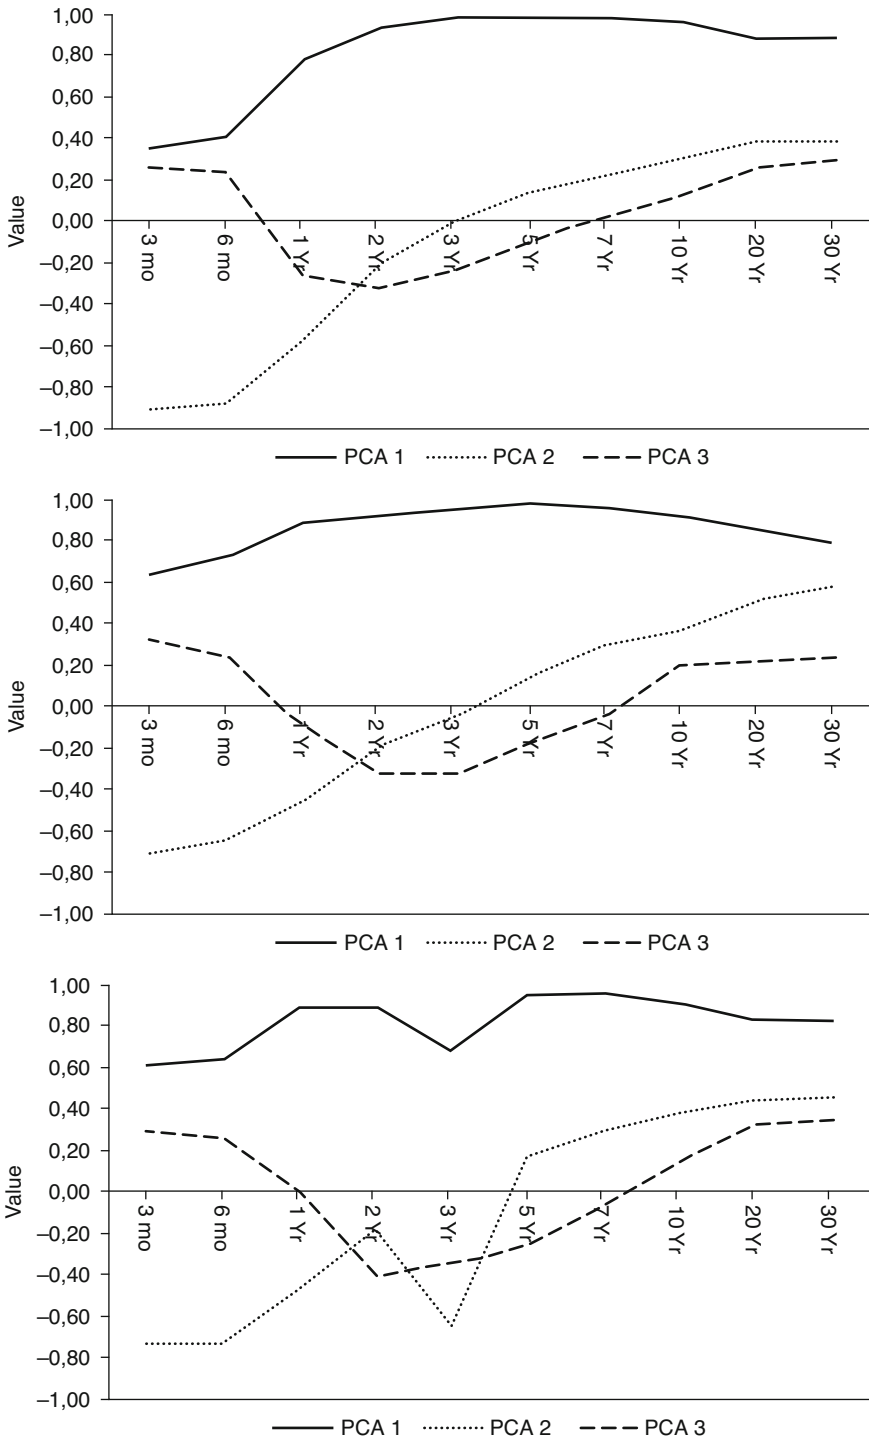 1,00
0,80
0,60
0,40
0,20
0,00
–0,20
–0,40
–0,60
–0,80
–1,00
Value
3 mo
6 mo
1 Yr
2 Yr
3 Yr
5 Yr
7 Yr
10 Yr
20 Yr
30 Yr
PCA 1 PCA 2 PCA 3
1,00
0,80
0,60
0,40
0,20
0,00
–0,20
–0,40
–0,60
–0,80
–1,00
Value
3 mo
6 mo
1 Yr
2 Yr
3 Yr
5 Yr
7 Yr
10 Yr
20 Yr
30 Yr
PCA 1 PCA 2 PCA 3
1,00
0,80
0,60
0,40
0,20
0,00
–0,20
–0,40
–0,60
–0,80
–1,00
Value
3 mo
6 mo
1 Yr
2 Yr
3 Yr
5 Yr
7 Yr
10 Yr
20 Yr
30 Yr
PCA 1 PCA 2 PCA 3